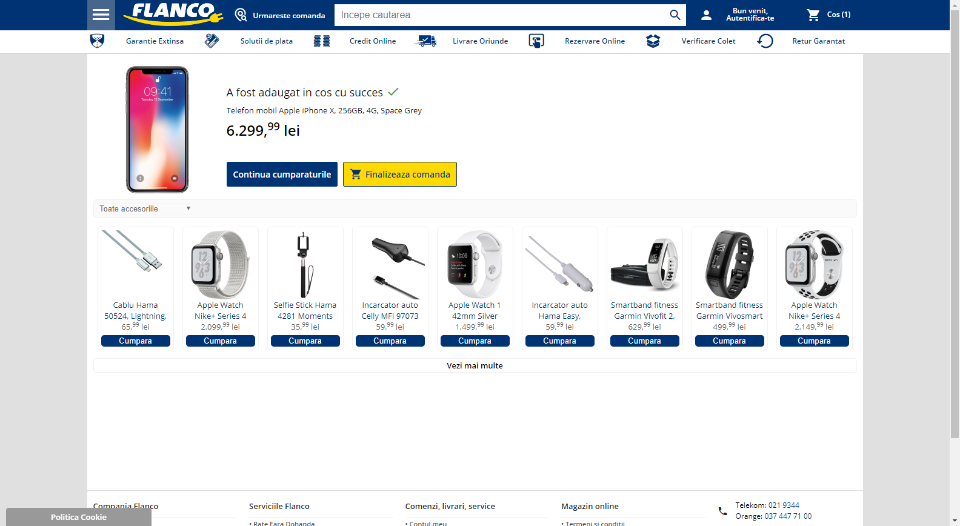 FLANCO
Urmareste comanda
Incepe cautarea
Bun venit,
Autentifica-te
Cos (1)
Garantie Extinsa
Solutii de plata
Credit Online
Livrare Oriunde
Rezervare Online
Verificare Colet
Retur Garantat
A fost adaugat in cos cu succes
Telefon mobil Apple iPhone X, 256GB, 4G, Space Grey
6.299,99 lei
Continua cumparaturile
Finalizeaza comanda
Toate accesoriile
Cablu Hama
50524, Lightning,
65,99 lei
Cumpara
Apple Watch
Nike+ Series 4
2.099,99 lei
Cumpara
Selfie Stick Hama
4281 Moments
35,99 lei
Cumpara
Incarcator auto
Celly MFI 97073
59,99 lei
Cumpara
Apple Watch 1
42mm Silver
1.499,99 lei
Cumpara
Incarcator auto
Hama Easy,
59,99 lei
Cumpara
Smartband fitness
Garmin Vivofit 2,
629,99 lei
Cumpara
Smartband fitness
Garmin Vivosmart
499,99 lei
Cumpara
Apple Watch
Nike+ Series 4
2.149,99 lei
Cumpara
Vezi mai multe
Compania Flanco
Serviciile Flanco
Comenzi, livrari, service
Magazin online
Telekom: 021 9344
Orange: 037 447 71 00
Politica Cookie
• Rate Fara Dobanda
• Contul meu
• Termeni si conditii